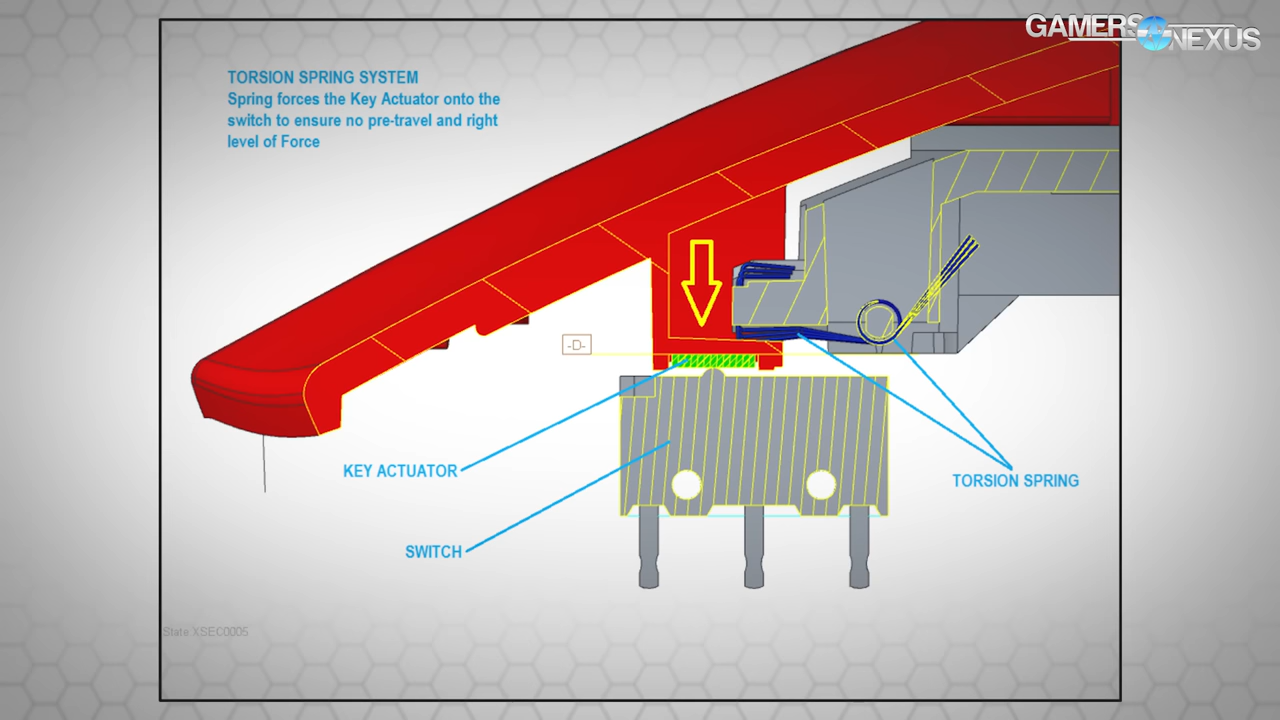 GAMERS NEXUS
TORSION SPRING SYSTEM
Spring forces the Key Actuator onto the
switch to ensure no pre-travel and right
level of Force
-D-
KEY ACTUATOR
TORSION SPRING
SWITCH
State:XSEC0005